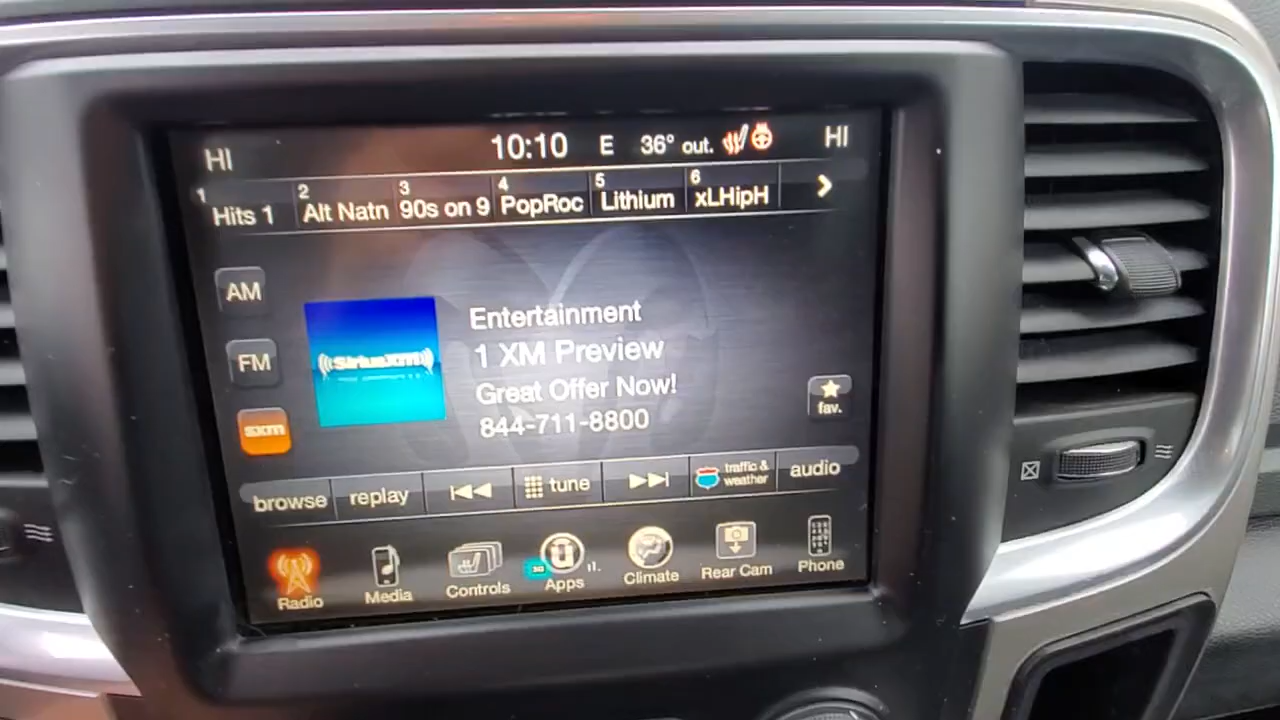 HI 10:10 E 36° out. HI
1 Hits 1 2 Alt Natn 3 90s on 9 4 PopRoc 5 Lithium 6 xLHipH
AM
FM
sxm
((SiriusXM))
Entertainment
1 XM Preview
Great Offer Now!
844-711-8800
fav.
browse replay tune traffic & weather audio
Radio Media Controls 3G Apps Climate Rear Cam Phone